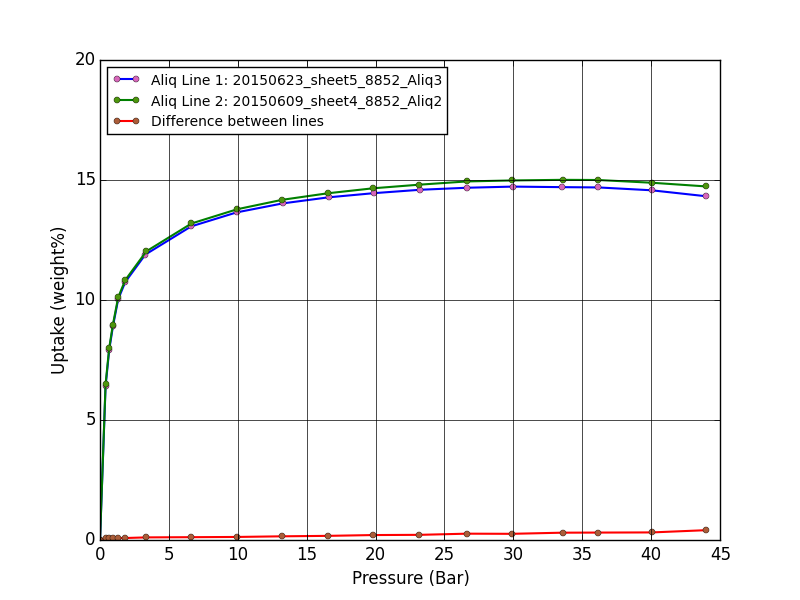 20
Aliq Line 1: 20150623_sheet5_8852_Aliq3
Aliq Line 2: 20150609_sheet4_8852_Aliq2
Difference between lines
15
10
5
0
Uptake (weight%)
0 5 10 15 20 25 30 35 40 45
Pressure (Bar)